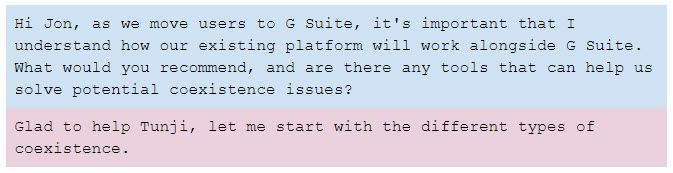 Hi Jon, as we move users to G Suite, it's important that I
understand how our existing platform will work alongside G Suite.
What would you recommend, and are there any tools that can help us
solve potential coexistence issues?
Glad to help Tunji, let me start with the different types of
coexistence.